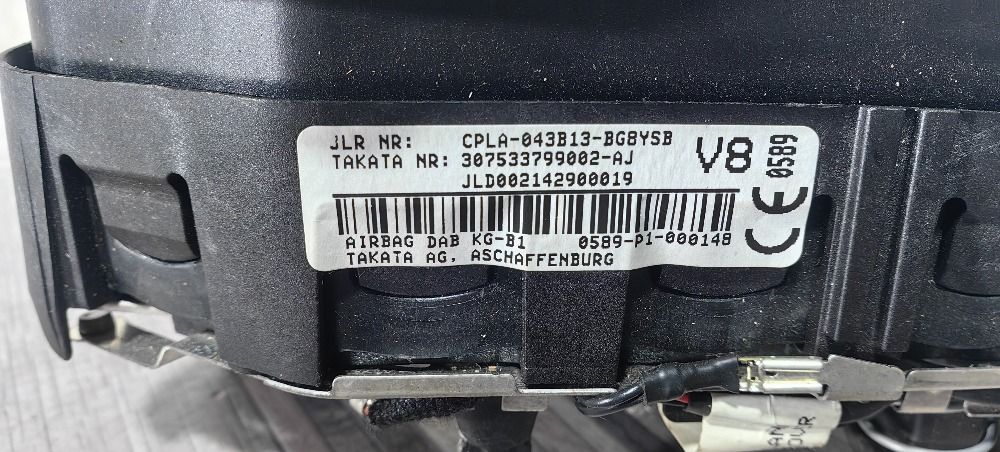 JLR NR: CPLA-043B13-BG8YSB
TAKATA NR: 307533799002-AJ
JLD002142900019
V8
0589
CE
AIRBAG DAB KG-B1 0589-P1-000148
TAKATA AG. ASCHAFFENBURG